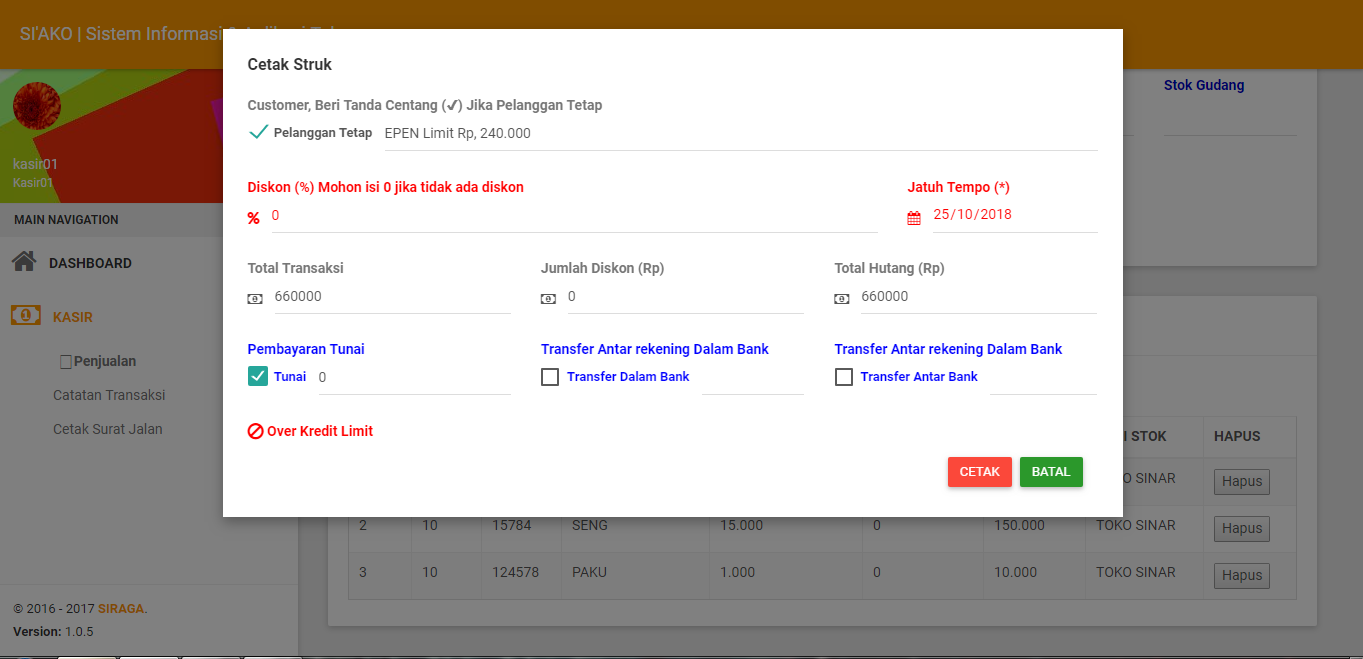 SI'AKO | Sistem Informasi
Cetak Struk
Stok Gudang
Customer, Beri Tanda Centang (✓) Jika Pelanggan Tetap
Pelanggan Tetap EPEN Limit Rp, 240.000
kasir01
Kasir01
Diskon (%) Mohon isi 0 jika tidak ada diskon Jatuh Tempo (*)
% 0 25/10/2018
MAIN NAVIGATION
DASHBOARD
Total Transaksi Jumlah Diskon (Rp) Total Hutang (Rp)
660000 0 660000
KASIR
Pembayaran Tunai Transfer Antar rekening Dalam Bank Transfer Antar rekening Dalam Bank
Tunai 0 Transfer Dalam Bank Transfer Antar Bank
Penjualan
Catatan Transaksi
Cetak Surat Jalan
Over Kredit Limit
CETAK BATAL
STOK HAPUS
SINAR Hapus
2 10 15784 SENG 15.000 0 150.000 TOKO SINAR Hapus
3 10 124578 PAKU 1.000 0 10.000 TOKO SINAR Hapus
© 2016 - 2017 SIRAGA.
Version: 1.0.5